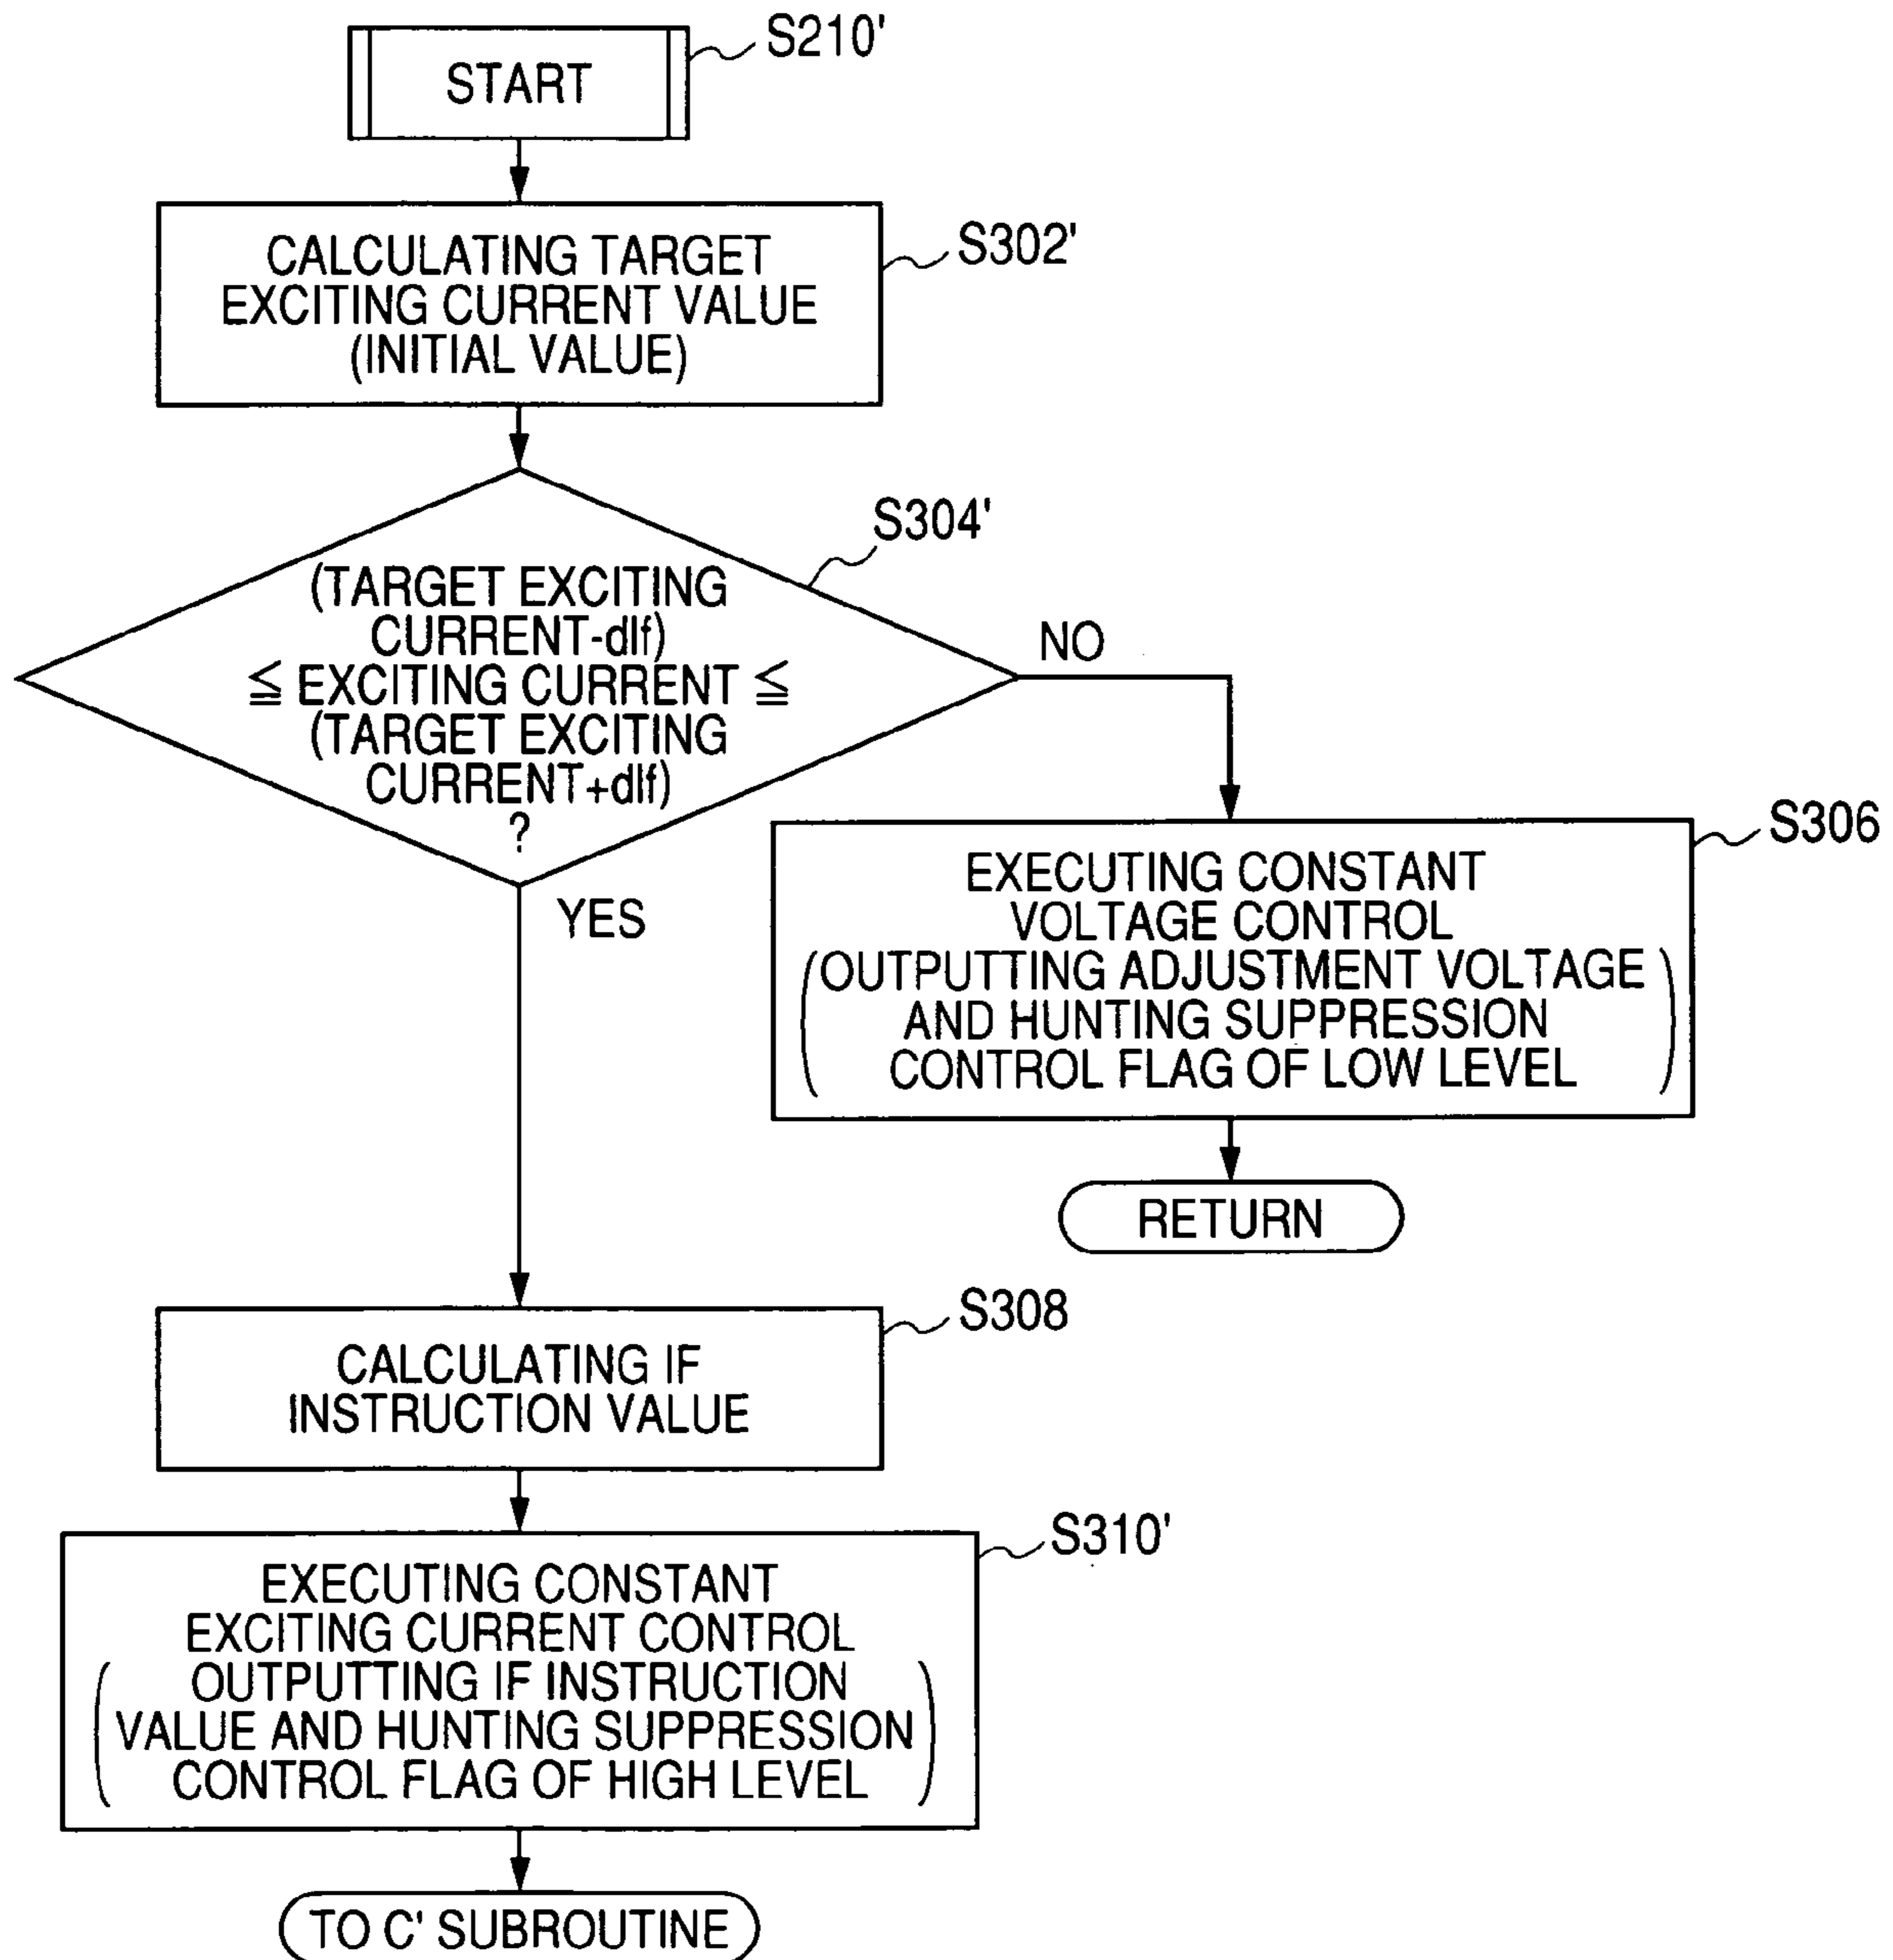 START
S210'
CALCULATING TARGET
EXCITING CURRENT VALUE
(INITIAL VALUE)
S302'
S304'
(TARGET EXCITING
CURRENT-dIf)
≦ EXCITING CURRENT ≦
(TARGET EXCITING
CURRENT+dIf)
?
NO
YES
S306
EXECUTING CONSTANT
VOLTAGE CONTROL
(OUTPUTTING ADJUSTMENT VOLTAGE
AND HUNTING SUPPRESSION
CONTROL FLAG OF LOW LEVEL)
RETURN
S308
CALCULATING IF
INSTRUCTION VALUE
S310'
EXECUTING CONSTANT
EXCITING CURRENT CONTROL
(OUTPUTTING IF INSTRUCTION
VALUE AND HUNTING SUPPRESSION
CONTROL FLAG OF HIGH LEVEL)
TO C' SUBROUTINE